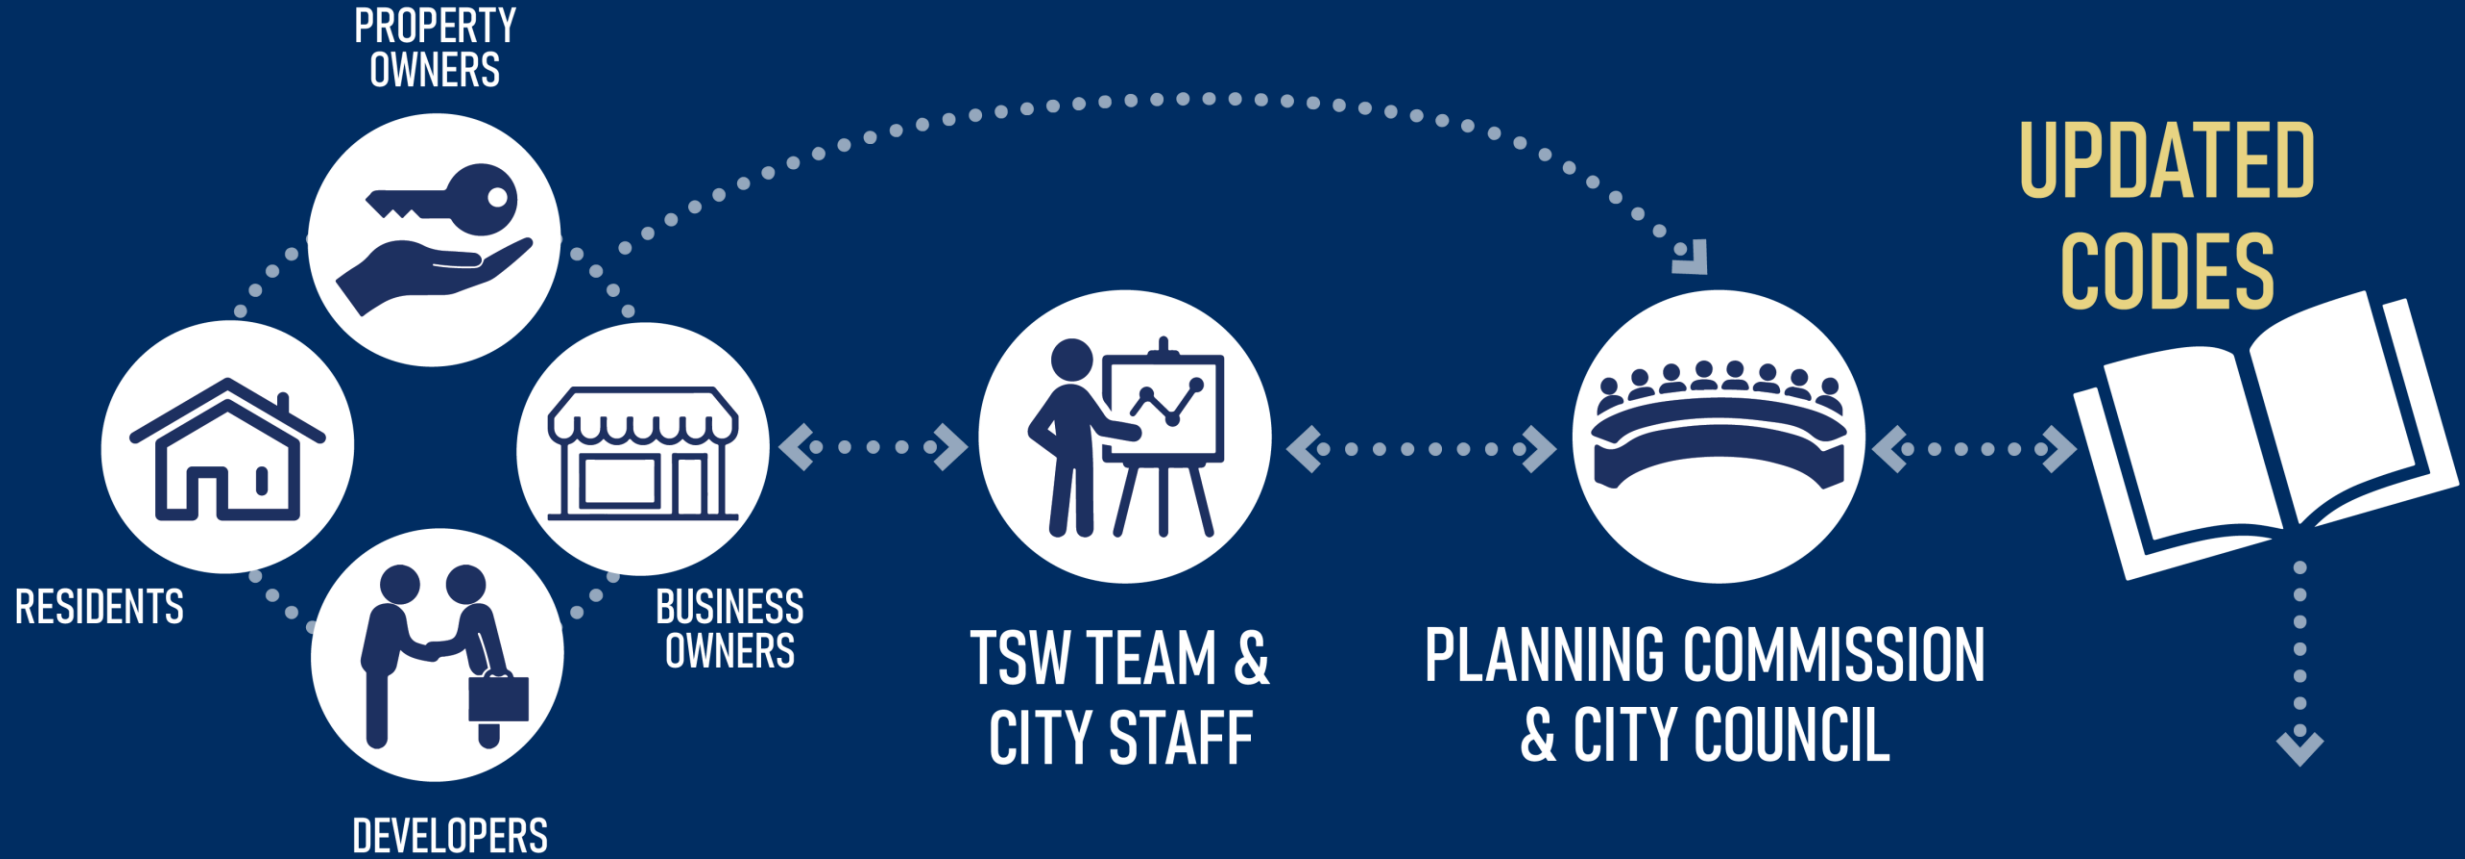 PROPERTY
OWNERS
RESIDENTS
BUSINESS
OWNERS
DEVELOPERS
TSW TEAM &
CITY STAFF
PLANNING COMMISSION
& CITY COUNCIL
UPDATED
CODES